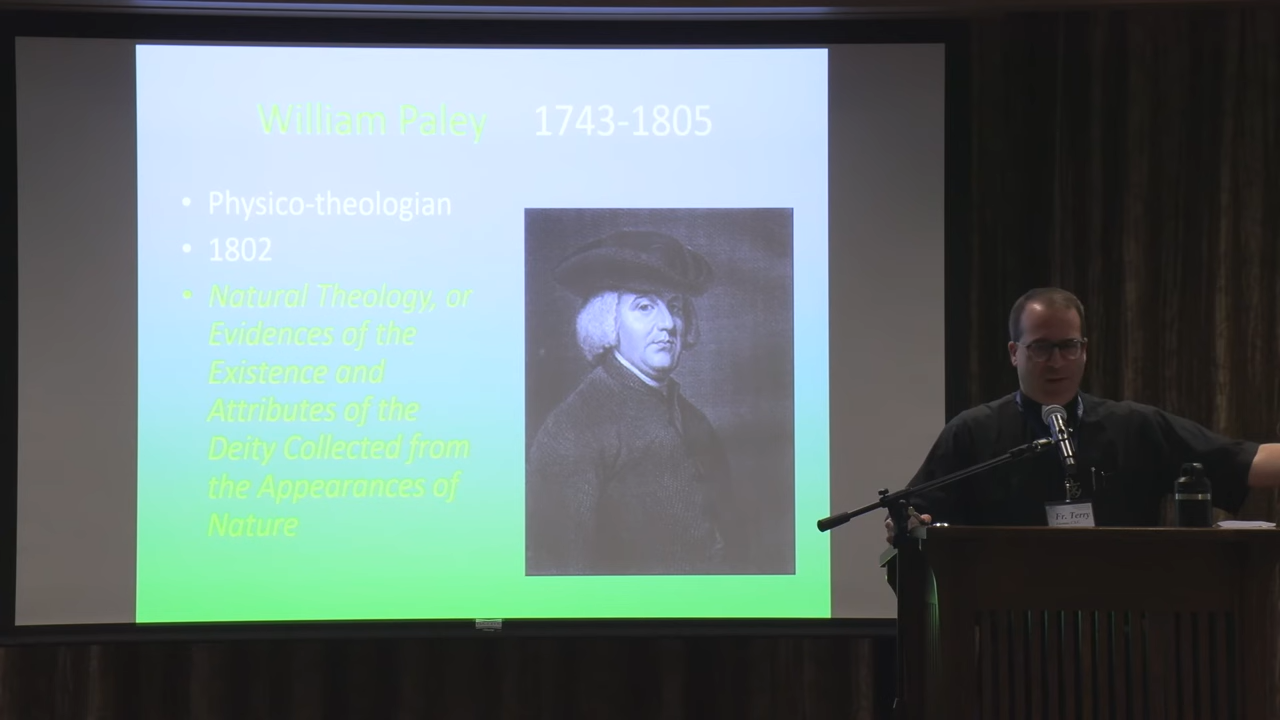 William Paley 1743-1805
• Physico-theologian
• 1802
• Natural Theology, or
Evidences of the
Existence and
Attributes of the
Deity Collected from
the Appearances of
Nature
Fr. Terry